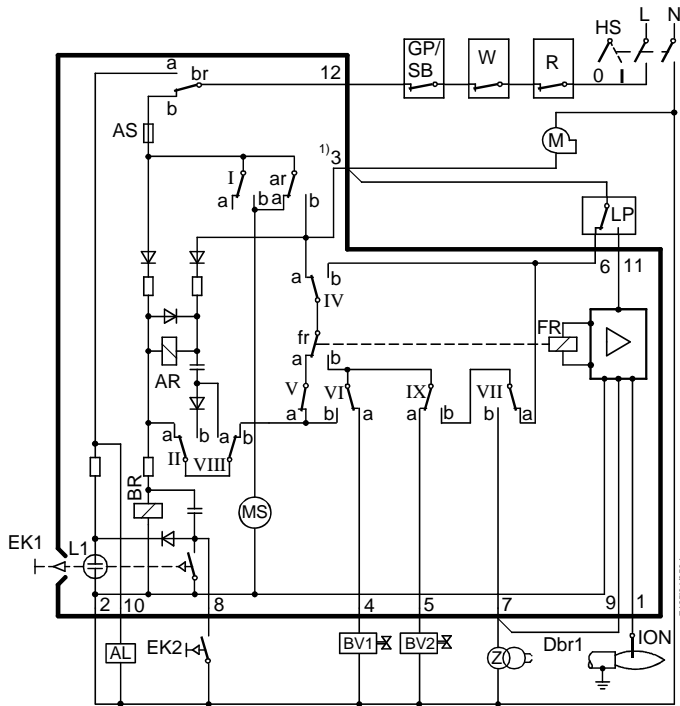 HS L N
GP/
SB
W
R
0 I
a
br
12
b
AS
M
1) 3
I
ar
a b a b
LP
a b
6 11
IV
fr
FR
a b
AR
V VI IX VII
a b a a b b a
a b a b
II VIII
BR
MS
EK1
L1
2 10 8 4 5 7 9 1
AL
EK2
BV1
BV2
Z
Dbr1
ION